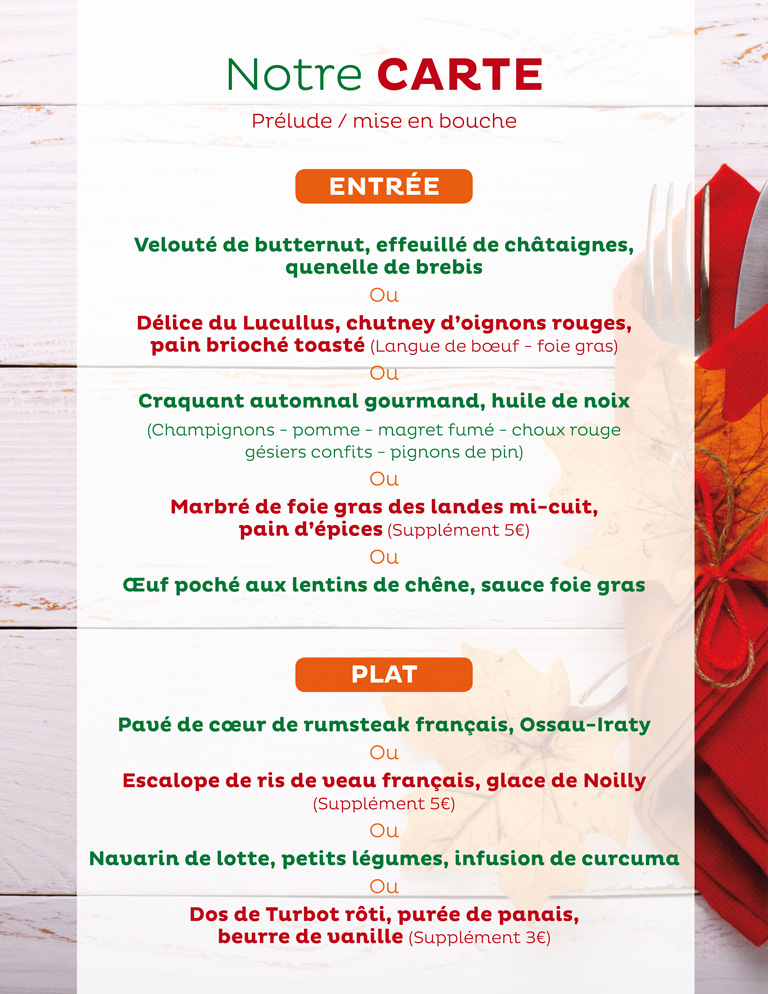 Notre CARTE
Prélude / mise en bouche
ENTRÉE
Velouté de butternut, effeuillé de châtaignes,
quenelle de brebis
Ou
Délice du Lucullus, chutney d'oignons rouges,
pain brioché toasté (Langue de bœuf - foie gras)
Ou
Craquant automnal gourmand, huile de noix
(Champignons - pomme - magret fumé - choux rouge
gésiers confits - pignons de pin)
Ou
Marbré de foie gras des landes mi-cuit,
pain d'épices (Supplément 5€)
Ou
Œuf poché aux lentins de chêne, sauce foie gras
PLAT
Pavé de cœur de rumsteak français, Ossau-Iraty
Ou
Escalope de ris de veau français, glace de Noilly
(Supplément 5€)
Ou
Navarin de lotte, petits légumes, infusion de curcuma
Ou
Dos de Turbot rôti, purée de panais,
beurre de vanille (Supplément 3€)